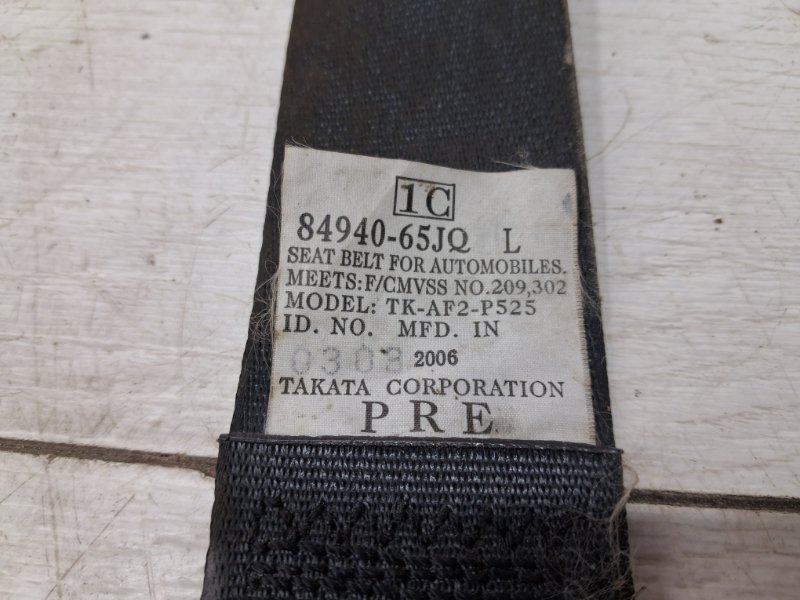 1C
84940-65JQ L
SEAT BELT FOR AUTOMOBILES.
MEETS:F/CMVSS NO.209,302
MODEL: TK-AF2-P525
ID. NO. MFD. IN
0303 2006
TAKATA CORPORATION
PRE